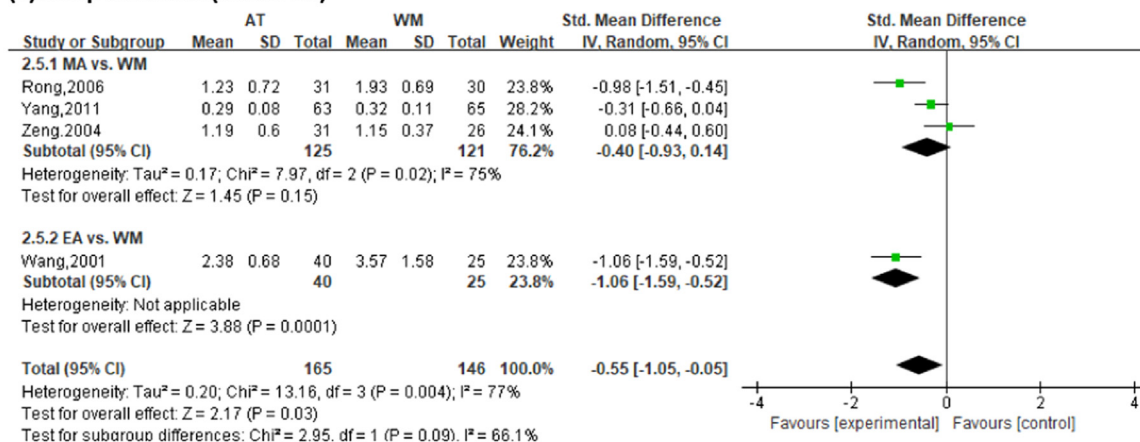 AT WM Std. Mean Difference Std. Mean Difference
Study or Subgroup Mean SD Total Mean SD Total Weight IV, Random, 95% CI IV, Random, 95% CI
2.5.1 MA vs. WM
Rong,2006 1.23 0.72 31 1.93 0.69 30 23.8% -0.98 [-1.51, -0.45]
Yang,2011 0.29 0.08 63 0.32 0.11 65 28.2% -0.31 [-0.66, 0.04]
Zeng.2004 1.19 0.6 31 1.15 0.37 26 24.1% 0.08 [-0.44, 0.60]
Subtotal (95% CI) 125 121 76.2% -0.40 [-0.93, 0.14]
Heterogeneity: Tau² = 0.17; Chi² = 7.97, df = 2 (P = 0.02); I² = 75%
Test for overall effect: Z = 1.45 (P = 0.15)
2.5.2 EA vs. WM
Wang,2001 2.38 0.68 40 3.57 1.58 25 23.8% -1.06 [-1.59, -0.52]
Subtotal (95% CI) 40 25 23.8% -1.06 [-1.59, -0.52]
Heterogeneity: Not applicable
Test for overall effect: Z = 3.88 (P = 0.0001)
Total (95% CI) 165 146 100.0% -0.55 [-1.05, -0.05]
Heterogeneity: Tau² = 0.20; Chi² = 13.16, df = 3 (P = 0.004); I² = 77%
Test for overall effect: Z = 2.17 (P = 0.03)
Test for subgroup differences: Chi² = 2.95, df = 1 (P = 0.09), I² = 66.1%
-4 -2 0 2 4
Favours [experimental] Favours [control]